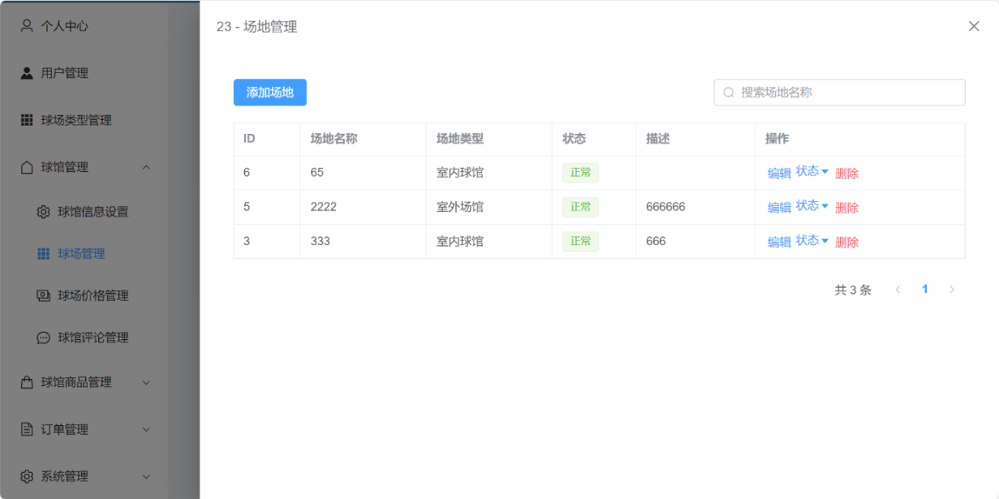 个人中心
用户管理
球场类型管理
球馆管理
球馆信息设置
球场管理
球场价格管理
球馆评论管理
球馆商品管理
订单管理
系统管理
23 - 场地管理
添加场地
搜索场地名称
ID 场地名称 场地类型 状态 描述 操作
6 65 室内球馆 正常 编辑 状态 删除
5 2222 室外场馆 正常 666666 编辑 状态 删除
3 333 室内球馆 正常 666 编辑 状态 删除
共 3 条 1